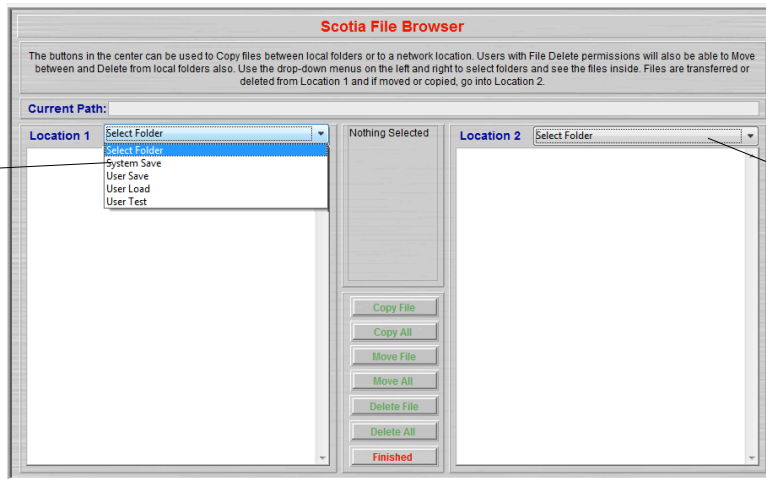 Scotia File Browser
The buttons in the center can be used to Copy files between local folders or to a network location. Users with File Delete permissions will also be able to Move
between and Delete from local folders also. Use the drop-down menus on the left and right to select folders and see the files inside. Files are transferred or
deleted from Location 1 and if moved or copied, go into Location 2.
Current Path:
Location 1 Select Folder
Select Folder
System Save
User Save
User Load
User Test
Nothing Selected
Copy File
Copy All
Move File
Move All
Delete File
Delete All
Finished
Location 2 Select Folder